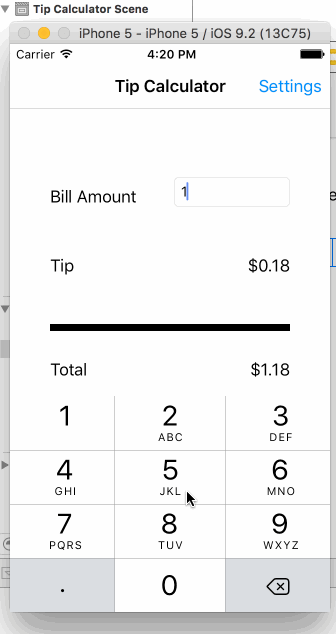 Tip Calculator Scene
iPhone 5 - iPhone 5 / iOS 9.2 (13C75)
Carrier 4:20 PM
Tip Calculator Settings
Bill Amount 1
Tip $0.18
Total $1.18
1 2 3
ABC DEF
4 5 6
GHI JKL MNO
7 8 9
PQRS TUV WXYZ
. 0